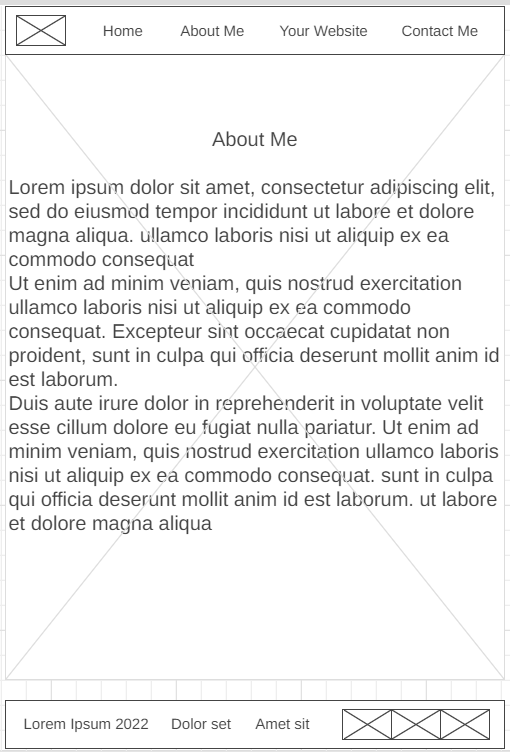 Home About Me Your Website Contact Me
About Me
Lorem ipsum dolor sit amet, consectetur adipiscing elit,
sed do eiusmod tempor incididunt ut labore et dolore
magna aliqua. ullamco laboris nisi ut aliquip ex ea
commodo consequat
Ut enim ad minim veniam, quis nostrud exercitation
ullamco laboris nisi ut aliquip ex ea commodo
consequat. Excepteur sint occaecat cupidatat non
proident, sunt in culpa qui officia deserunt mollit anim id
est laborum.
Duis aute irure dolor in reprehenderit in voluptate velit
esse cillum dolore eu fugiat nulla pariatur. Ut enim ad
minim veniam, quis nostrud exercitation ullamco laboris
nisi ut aliquip ex ea commodo consequat. sunt in culpa
qui officia deserunt mollit anim id est laborum. ut labore
et dolore magna aliqua
Lorem Ipsum 2022 Dolor set Amet sit